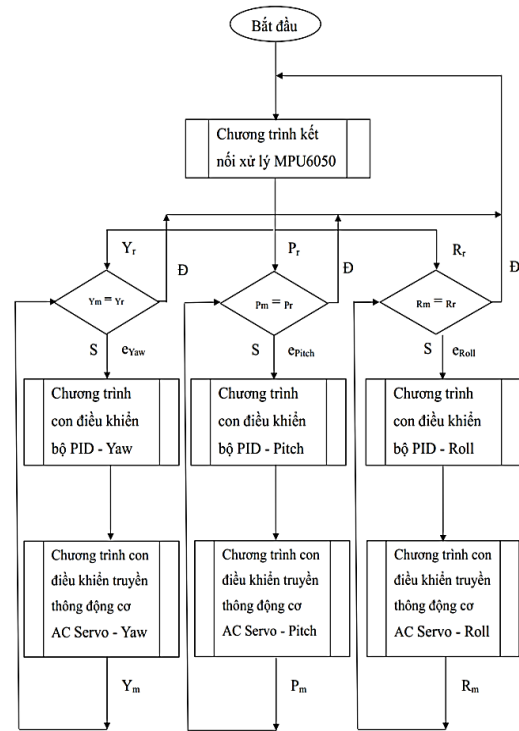 Bắt đầu
Chương trình kết
nối xử lý MPU6050
Yr
Pr
Rr
Đ
Đ
Đ
Ym = Yr
Pm = Pr
Rm = Rr
S
eYaw
S
ePitch
S
eRoll
Chương trình
con điều khiển
bộ PID - Yaw
Chương trình
con điều khiển
bộ PID - Pitch
Chương trình
con điều khiển
bộ PID - Roll
Chương trình con
điều khiển truyền
thông động cơ
AC Servo - Yaw
Chương trình con
điều khiển truyền
thông động cơ
AC Servo - Pitch
Chương trình con
điều khiển truyền
thông động cơ
AC Servo - Roll
Ym
Pm
Rm